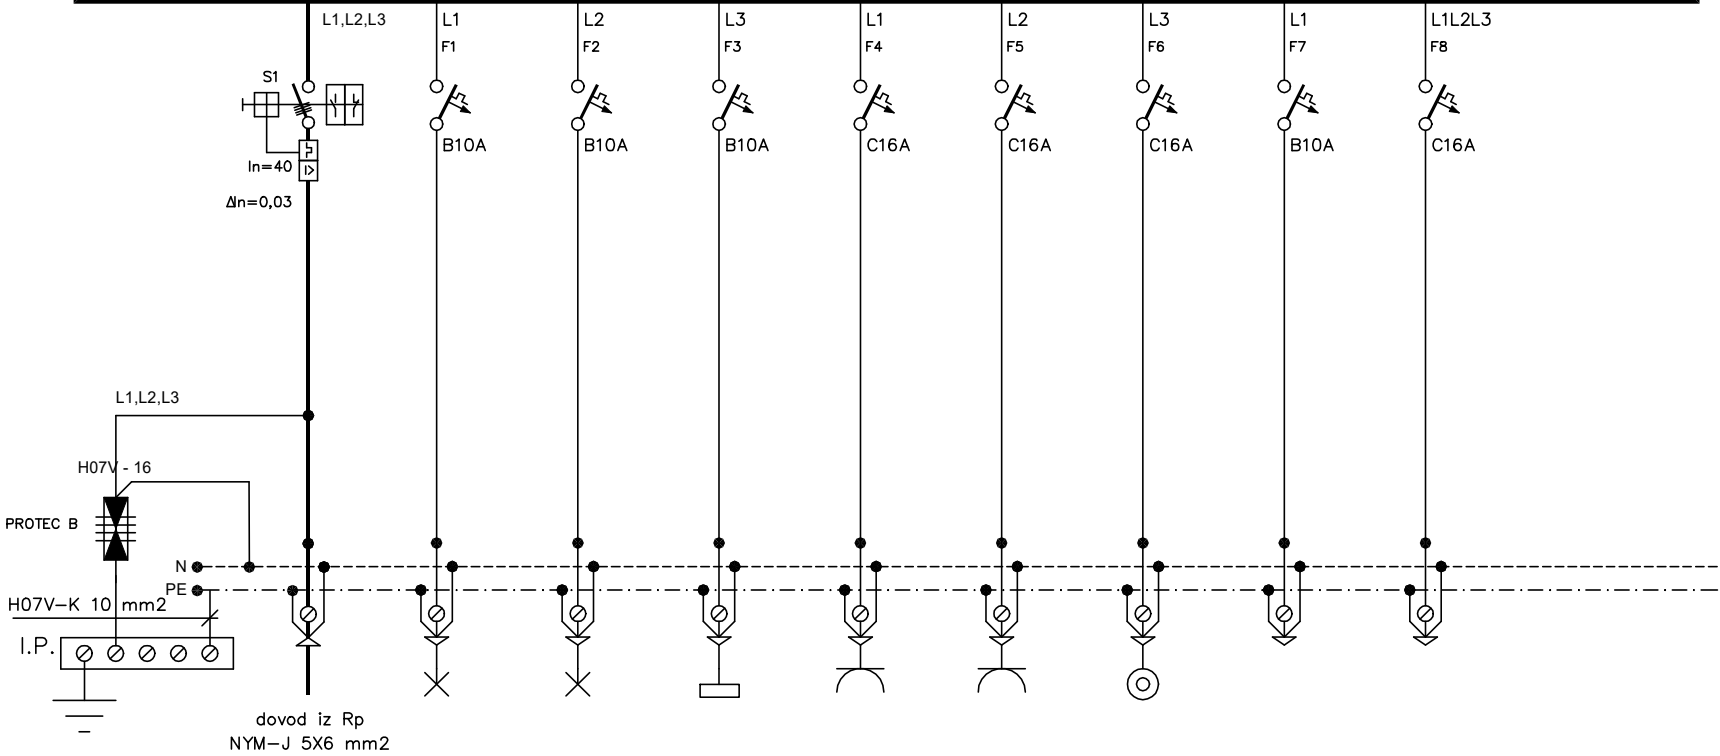 L1,L2,L3 L1 L2 L3 L1 L2 L3 L1 L1L2L3
F1 F2 F3 F4 F5 F6 F7 F8
S1
B10A B10A B10A C16A C16A C16A B10A C16A
In=40
ΔIn=0,03
L1,L2,L3
H07V - 16
PROTEC B
N
PE
H07V-K 10 mm2
I.P.
dovod iz Rp
NYM-J 5X6 mm2